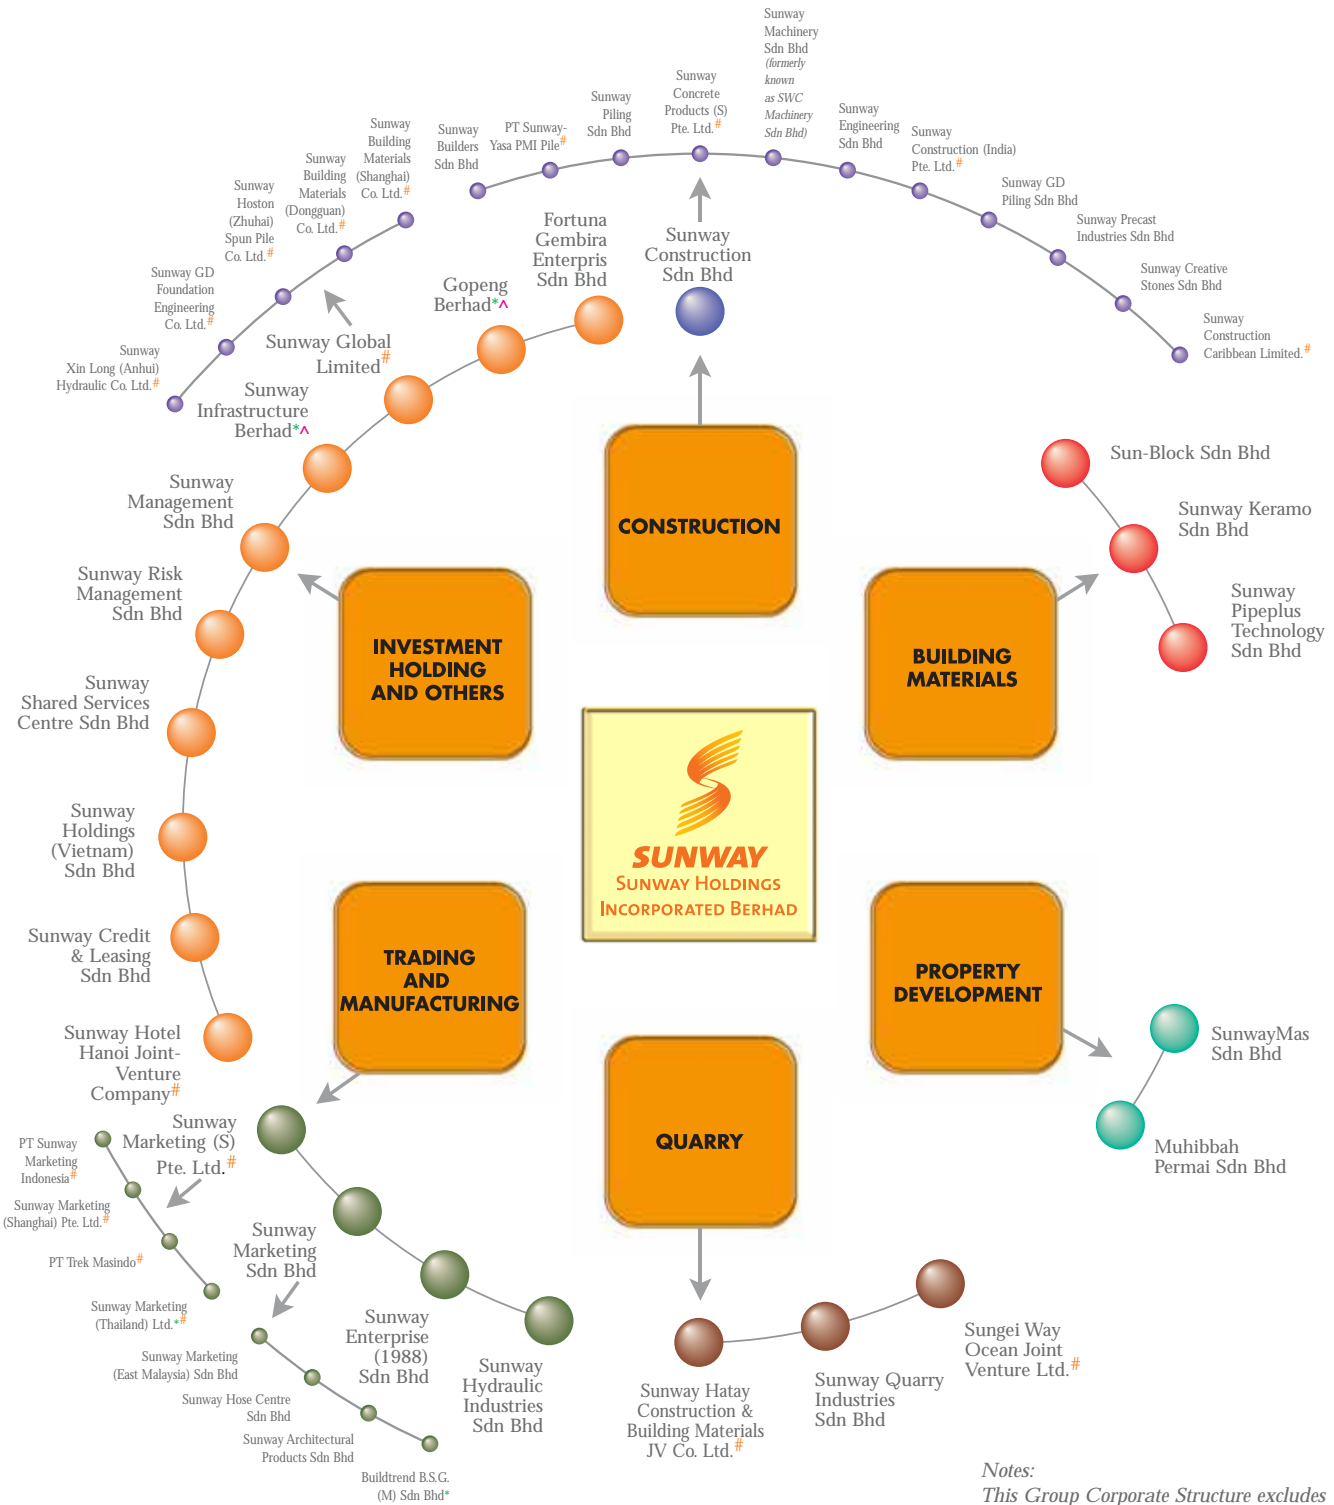 Sunway
Machinery
Sdn Bhd
(formerly
known
as SWC
Machinery
Sdn Bhd)
Sunway
Concrete
Products (S)
Pte. Ltd.#
Sunway
Piling
Sdn Bhd
PT Sunway-
Yasa PMI Pile#
Sunway
Builders
Sdn Bhd
Sunway
Engineering
Sdn Bhd
Sunway
Construction (India)
Pte. Ltd.#
Sunway GD
Piling Sdn Bhd
Sunway Precast
Industries Sdn Bhd
Sunway Creative
Stones Sdn Bhd
Sunway
Construction
Caribbean Limited.#
Sunway
Building
Materials
(Shanghai)
Co. Ltd.#
Sunway
Building
Materials
(Dongguan)
Co. Ltd.#
Sunway
Hoston
(Zhuhai)
Spun Pile
Co. Ltd.#
Sunway GD
Foundation
Engineering
Co. Ltd.#
Sunway
Xin Long (Anhui)
Hydraulic Co. Ltd.#
Sunway
Construction
Sdn Bhd
Fortuna
Gembira
Enterpris
Sdn Bhd
Gopeng
Berhad*^
Sunway Global
Limited#
Sunway
Infrastructure
Berhad*^
Sunway
Management
Sdn Bhd
Sunway Risk
Management
Sdn Bhd
Sunway
Shared Services
Centre Sdn Bhd
Sunway
Holdings
(Vietnam)
Sdn Bhd
Sunway Credit
& Leasing
Sdn Bhd
Sunway Hotel
Hanoi Joint-
Venture
Company#
CONSTRUCTION
INVESTMENT
HOLDING
AND OTHERS
BUILDING
MATERIALS
Sun-Block Sdn Bhd
Sunway Keramo
Sdn Bhd
Sunway
Pipeplus
Technology
Sdn Bhd
SUNWAY
SUNWAY HOLDINGS
INCORPORATED BERHAD
TRADING
AND
MANUFACTURING
PROPERTY
DEVELOPMENT
SunwayMas
Sdn Bhd
Muhibbah
Permai Sdn Bhd
QUARRY
Sunway
Marketing (S)
Pte. Ltd.#
PT Sunway
Marketing
Indonesia#
Sunway Marketing
(Shanghai) Pte. Ltd.#
PT Trek Masindo#
Sunway Marketing
(Thailand) Ltd.*#
Sunway
Marketing
Sdn Bhd
Sunway Marketing
(East Malaysia) Sdn Bhd
Sunway Hose Centre
Sdn Bhd
Sunway Architectural
Products Sdn Bhd
Buildtrend B.S.G.
(M) Sdn Bhd*
Sunway
Enterprise
(1988)
Sdn Bhd
Sunway
Hydraulic
Industries
Sdn Bhd
Sunway Hatay
Construction &
Building Materials
JV Co. Ltd.#
Sunway Quarry
Industries
Sdn Bhd
Sungei Way
Ocean Joint
Venture Ltd.#
Notes:
This Group Corporate Structure excludes